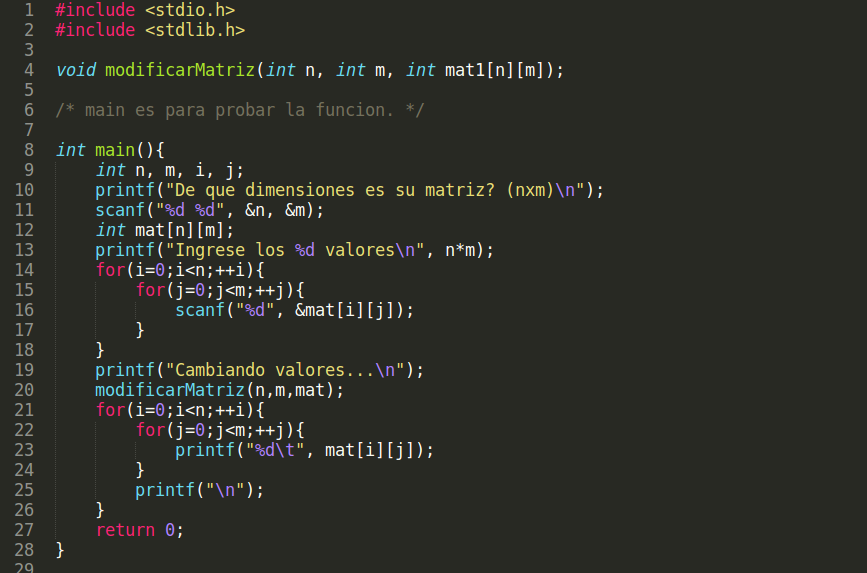 1 #include <stdio.h>
2 #include <stdlib.h>
3
4 void modificarMatriz(int n, int m, int mat1[n][m]);
5
6 /* main es para probar la funcion. */
7
8 int main(){
9     int n, m, i, j;
10     printf("De que dimensiones es su matriz? (nxm)\n");
11     scanf("%d %d", &n, &m);
12     int mat[n][m];
13     printf("Ingrese los %d valores\n", n*m);
14     for(i=0;i<n;++i){
15         for(j=0;j<m;++j){
16             scanf("%d", &mat[i][j]);
17         }
18     }
19     printf("Cambiando valores...\n");
20     modificarMatriz(n,m,mat);
21     for(i=0;i<n;++i){
22         for(j=0;j<m;++j){
23             printf("%d\t", mat[i][j]);
24         }
25         printf("\n");
26     }
27     return 0;
28 }
29